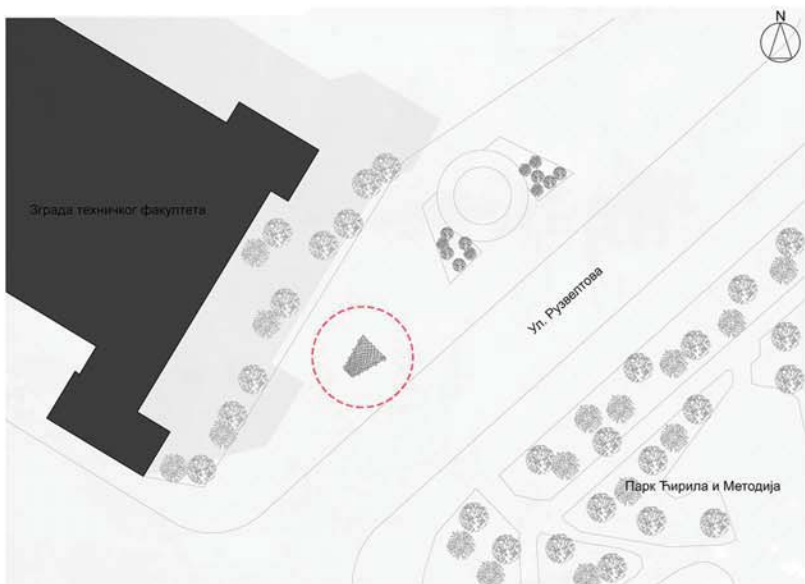 N
Зграда техничког факултета
Ул. Рузвелтова
Парк Ћирила и Методија